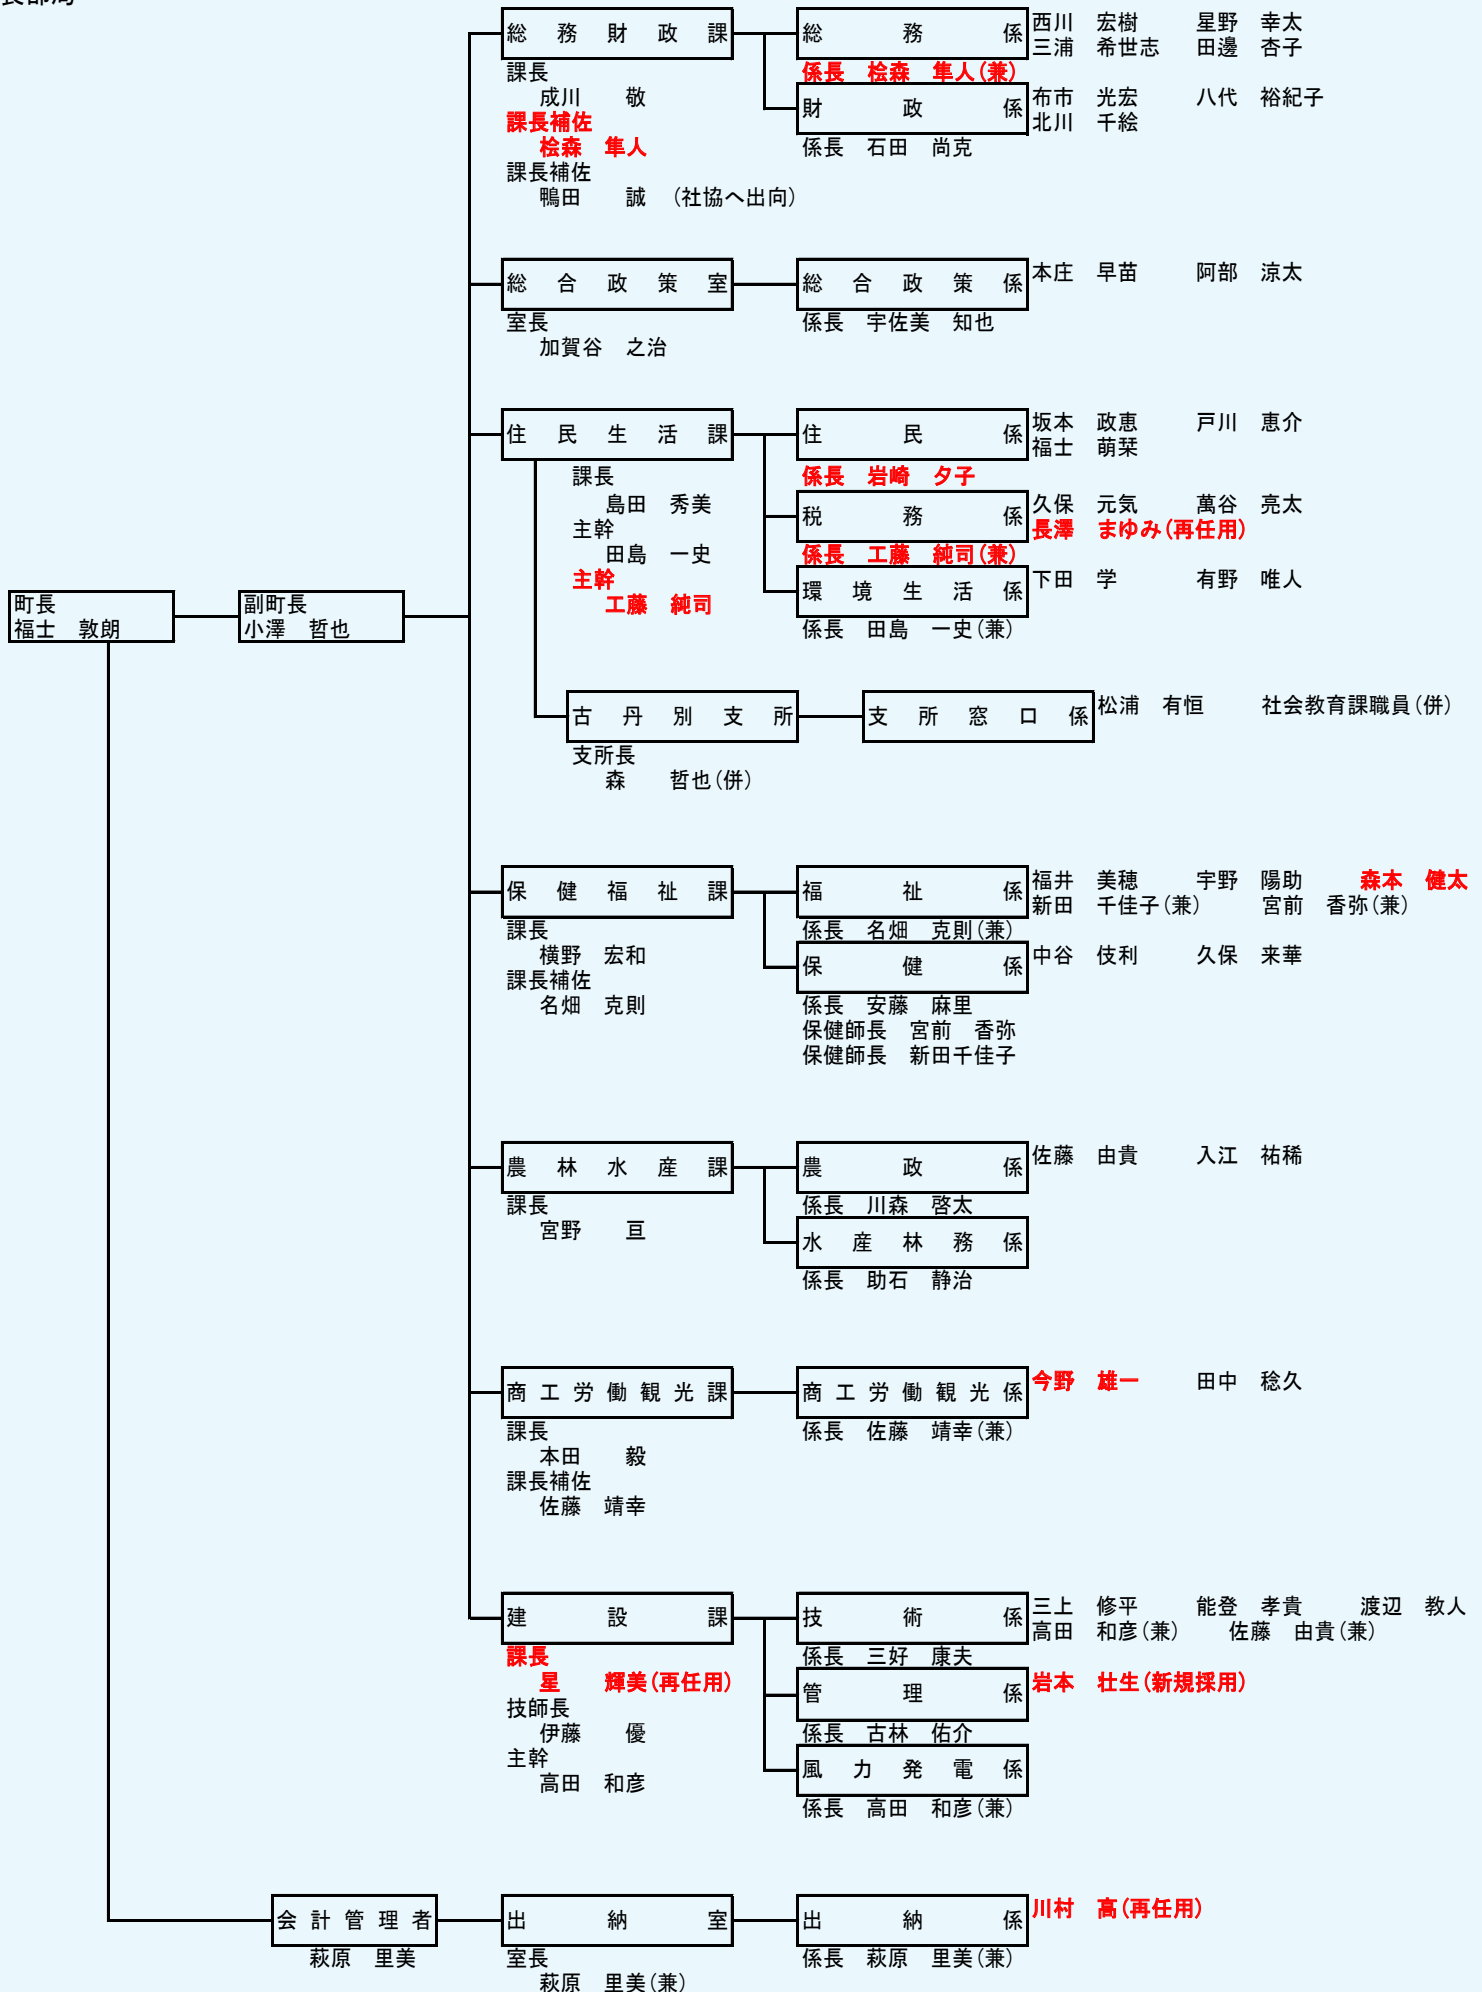 総務財政課
課長
成川　敬
課長補佐
桧森　隼人
課長補佐
鴨田　誠　（社協へ出向）
総務係
係長　桧森　隼人（兼）
西川　宏樹　星野　幸太
三浦　希世志　田邊　杏子
財政係
係長　石田　尚克
布市　光宏　八代　裕紀子
北川　千絵
総合政策室
室長
加賀谷　之治
総合政策係
係長　宇佐美　知也
本庄　早苗　阿部　涼太
住民生活課
課長
島田　秀美
主幹
田島　一史
主幹
工藤　純司
住民係
係長　岩崎　夕子
坂本　政恵　戸川　恵介
福士　萌栞
税務係
係長　工藤　純司（兼）
久保　元気　萬谷　亮太
長澤　まゆみ（再任用）
環境生活係
係長　田島　一史（兼）
下田　学　有野　唯人
町長
福士　敦朗
副町長
小澤　哲也
古丹別支所
支所長
森　哲也（併）
支所窓口係
松浦　有恒　社会教育課職員（併）
保健福祉課
課長
横野　宏和
課長補佐
名畑　克則
福祉係
係長　名畑　克則（兼）
福井　美穂　宇野　陽助　森本　健太
新田　千佳子（兼）　宮前　香弥（兼）
保健係
係長　安藤　麻里
保健師長　宮前　香弥
保健師長　新田千佳子
中谷　伎利　久保　来華
農林水産課
課長
宮野　亘
農政係
係長　川森　啓太
佐藤　由貴　入江　祐稀
水産林務係
係長　助石　静治
商工労働観光課
課長
本田　毅
課長補佐
佐藤　靖幸
商工労働観光係
係長　佐藤　靖幸（兼）
今野　雄一　田中　稔久
建設課
課長
星　輝美（再任用）
技師長
伊藤　優
主幹
高田　和彦
技術係
係長　三好　康夫
三上　修平　能登　孝貴　渡辺　教人
高田　和彦（兼）　佐藤　由貴（兼）
管理係
係長　古林　佑介
岩本　壮生（新規採用）
風力発電係
係長　高田　和彦（兼）
会計管理者
萩原　里美
出納室
室長
萩原　里美（兼）
出納係
係長　萩原　里美（兼）
川村　高（再任用）